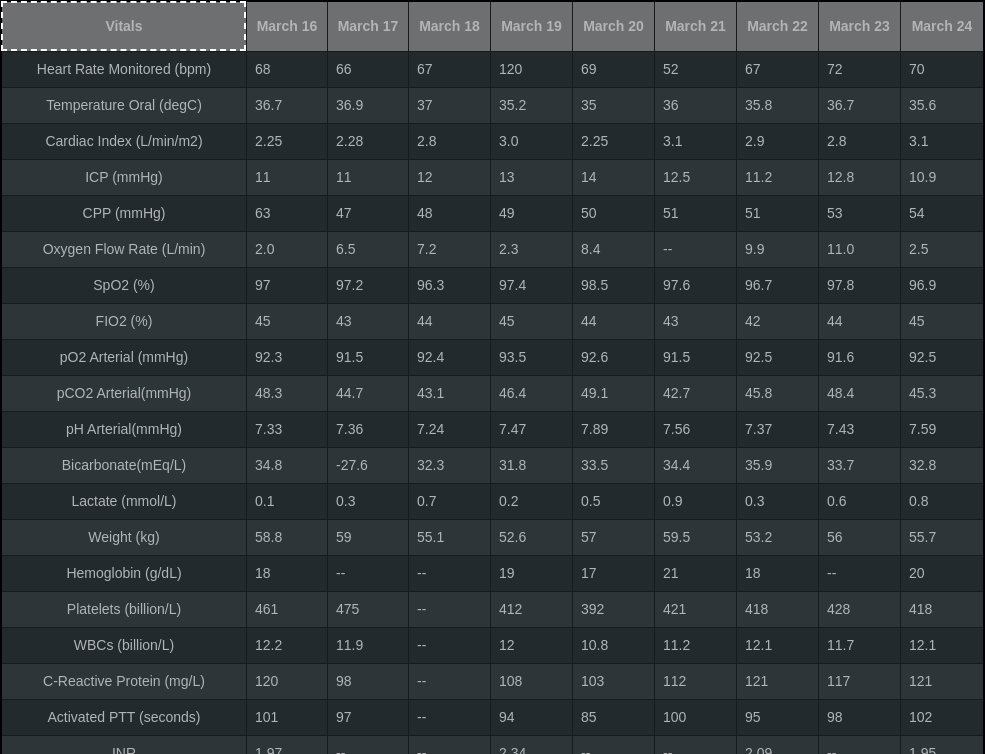 Vitals March 16 March 17 March 18 March 19 March 20 March 21 March 22 March 23 March 24
Heart Rate Monitored (bpm) 68 66 67 120 69 52 67 72 70
Temperature Oral (degC) 36.7 36.9 37 35.2 35 36 35.8 36.7 35.6
Cardiac Index (L/min/m2) 2.25 2.28 2.8 3.0 2.25 3.1 2.9 2.8 3.1
ICP (mmHg) 11 11 12 13 14 12.5 11.2 12.8 10.9
CPP (mmHg) 63 47 48 49 50 51 51 53 54
Oxygen Flow Rate (L/min) 2.0 6.5 7.2 2.3 8.4 -- 9.9 11.0 2.5
SpO2 (%) 97 97.2 96.3 97.4 98.5 97.6 96.7 97.8 96.9
FIO2 (%) 45 43 44 45 44 43 42 44 45
pO2 Arterial (mmHg) 92.3 91.5 92.4 93.5 92.6 91.5 92.5 91.6 92.5
pCO2 Arterial(mmHg) 48.3 44.7 43.1 46.4 49.1 42.7 45.8 48.4 45.3
pH Arterial(mmHg) 7.33 7.36 7.24 7.47 7.89 7.56 7.37 7.43 7.59
Bicarbonate(mEq/L) 34.8 -27.6 32.3 31.8 33.5 34.4 35.9 33.7 32.8
Lactate (mmol/L) 0.1 0.3 0.7 0.2 0.5 0.9 0.3 0.6 0.8
Weight (kg) 58.8 59 55.1 52.6 57 59.5 53.2 56 55.7
Hemoglobin (g/dL) 18 -- -- 19 17 21 18 -- 20
Platelets (billion/L) 461 475 -- 412 392 421 418 428 418
WBCs (billion/L) 12.2 11.9 -- 12 10.8 11.2 12.1 11.7 12.1
C-Reactive Protein (mg/L) 120 98 -- 108 103 112 121 117 121
Activated PTT (seconds) 101 97 -- 94 85 100 95 98 102
INR 1.97 -- -- 2.34 -- -- 2.09 -- 1.95